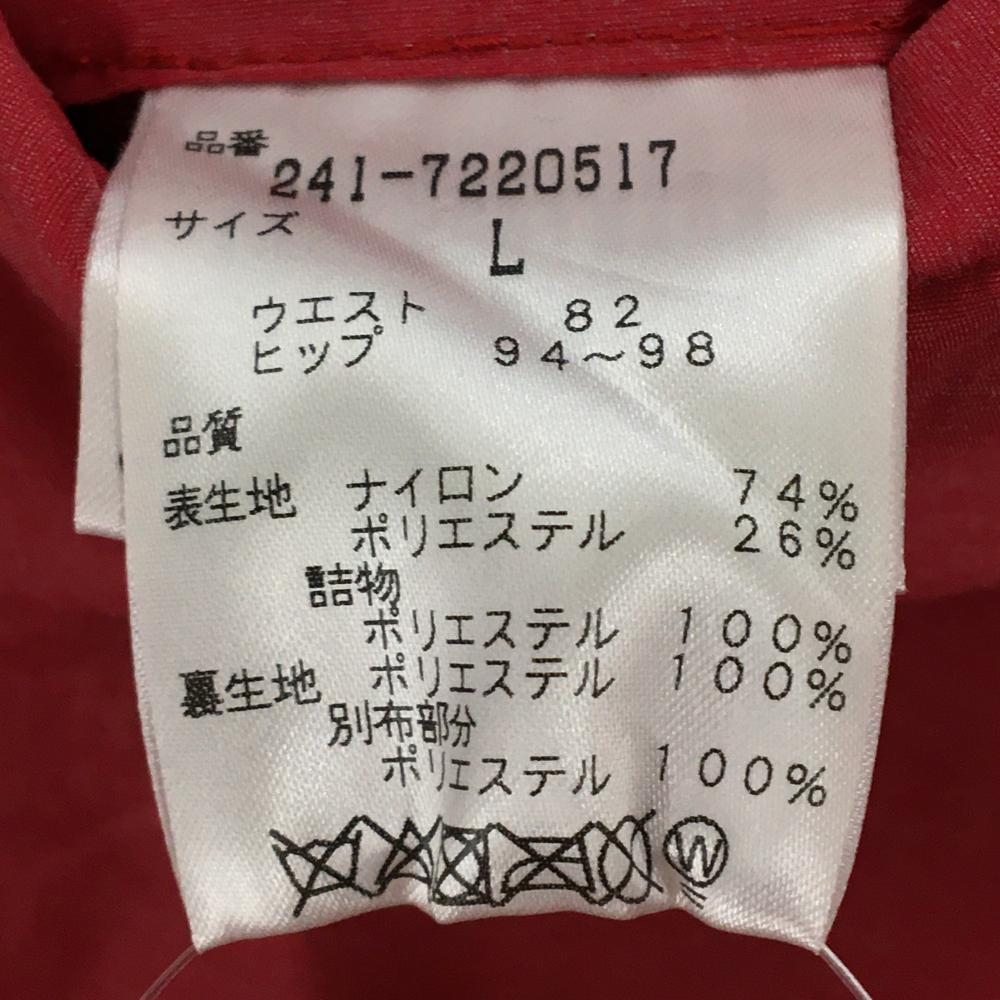 品番
241-7220517
サイズ
L
ウエスト 82
ヒップ 94～98
品質
表生地 ナイロン 74%
ポリエステル 26%
詰物
ポリエステル 100%
裏生地 ポリエステル 100%
別布部分
ポリエステル 100%
W